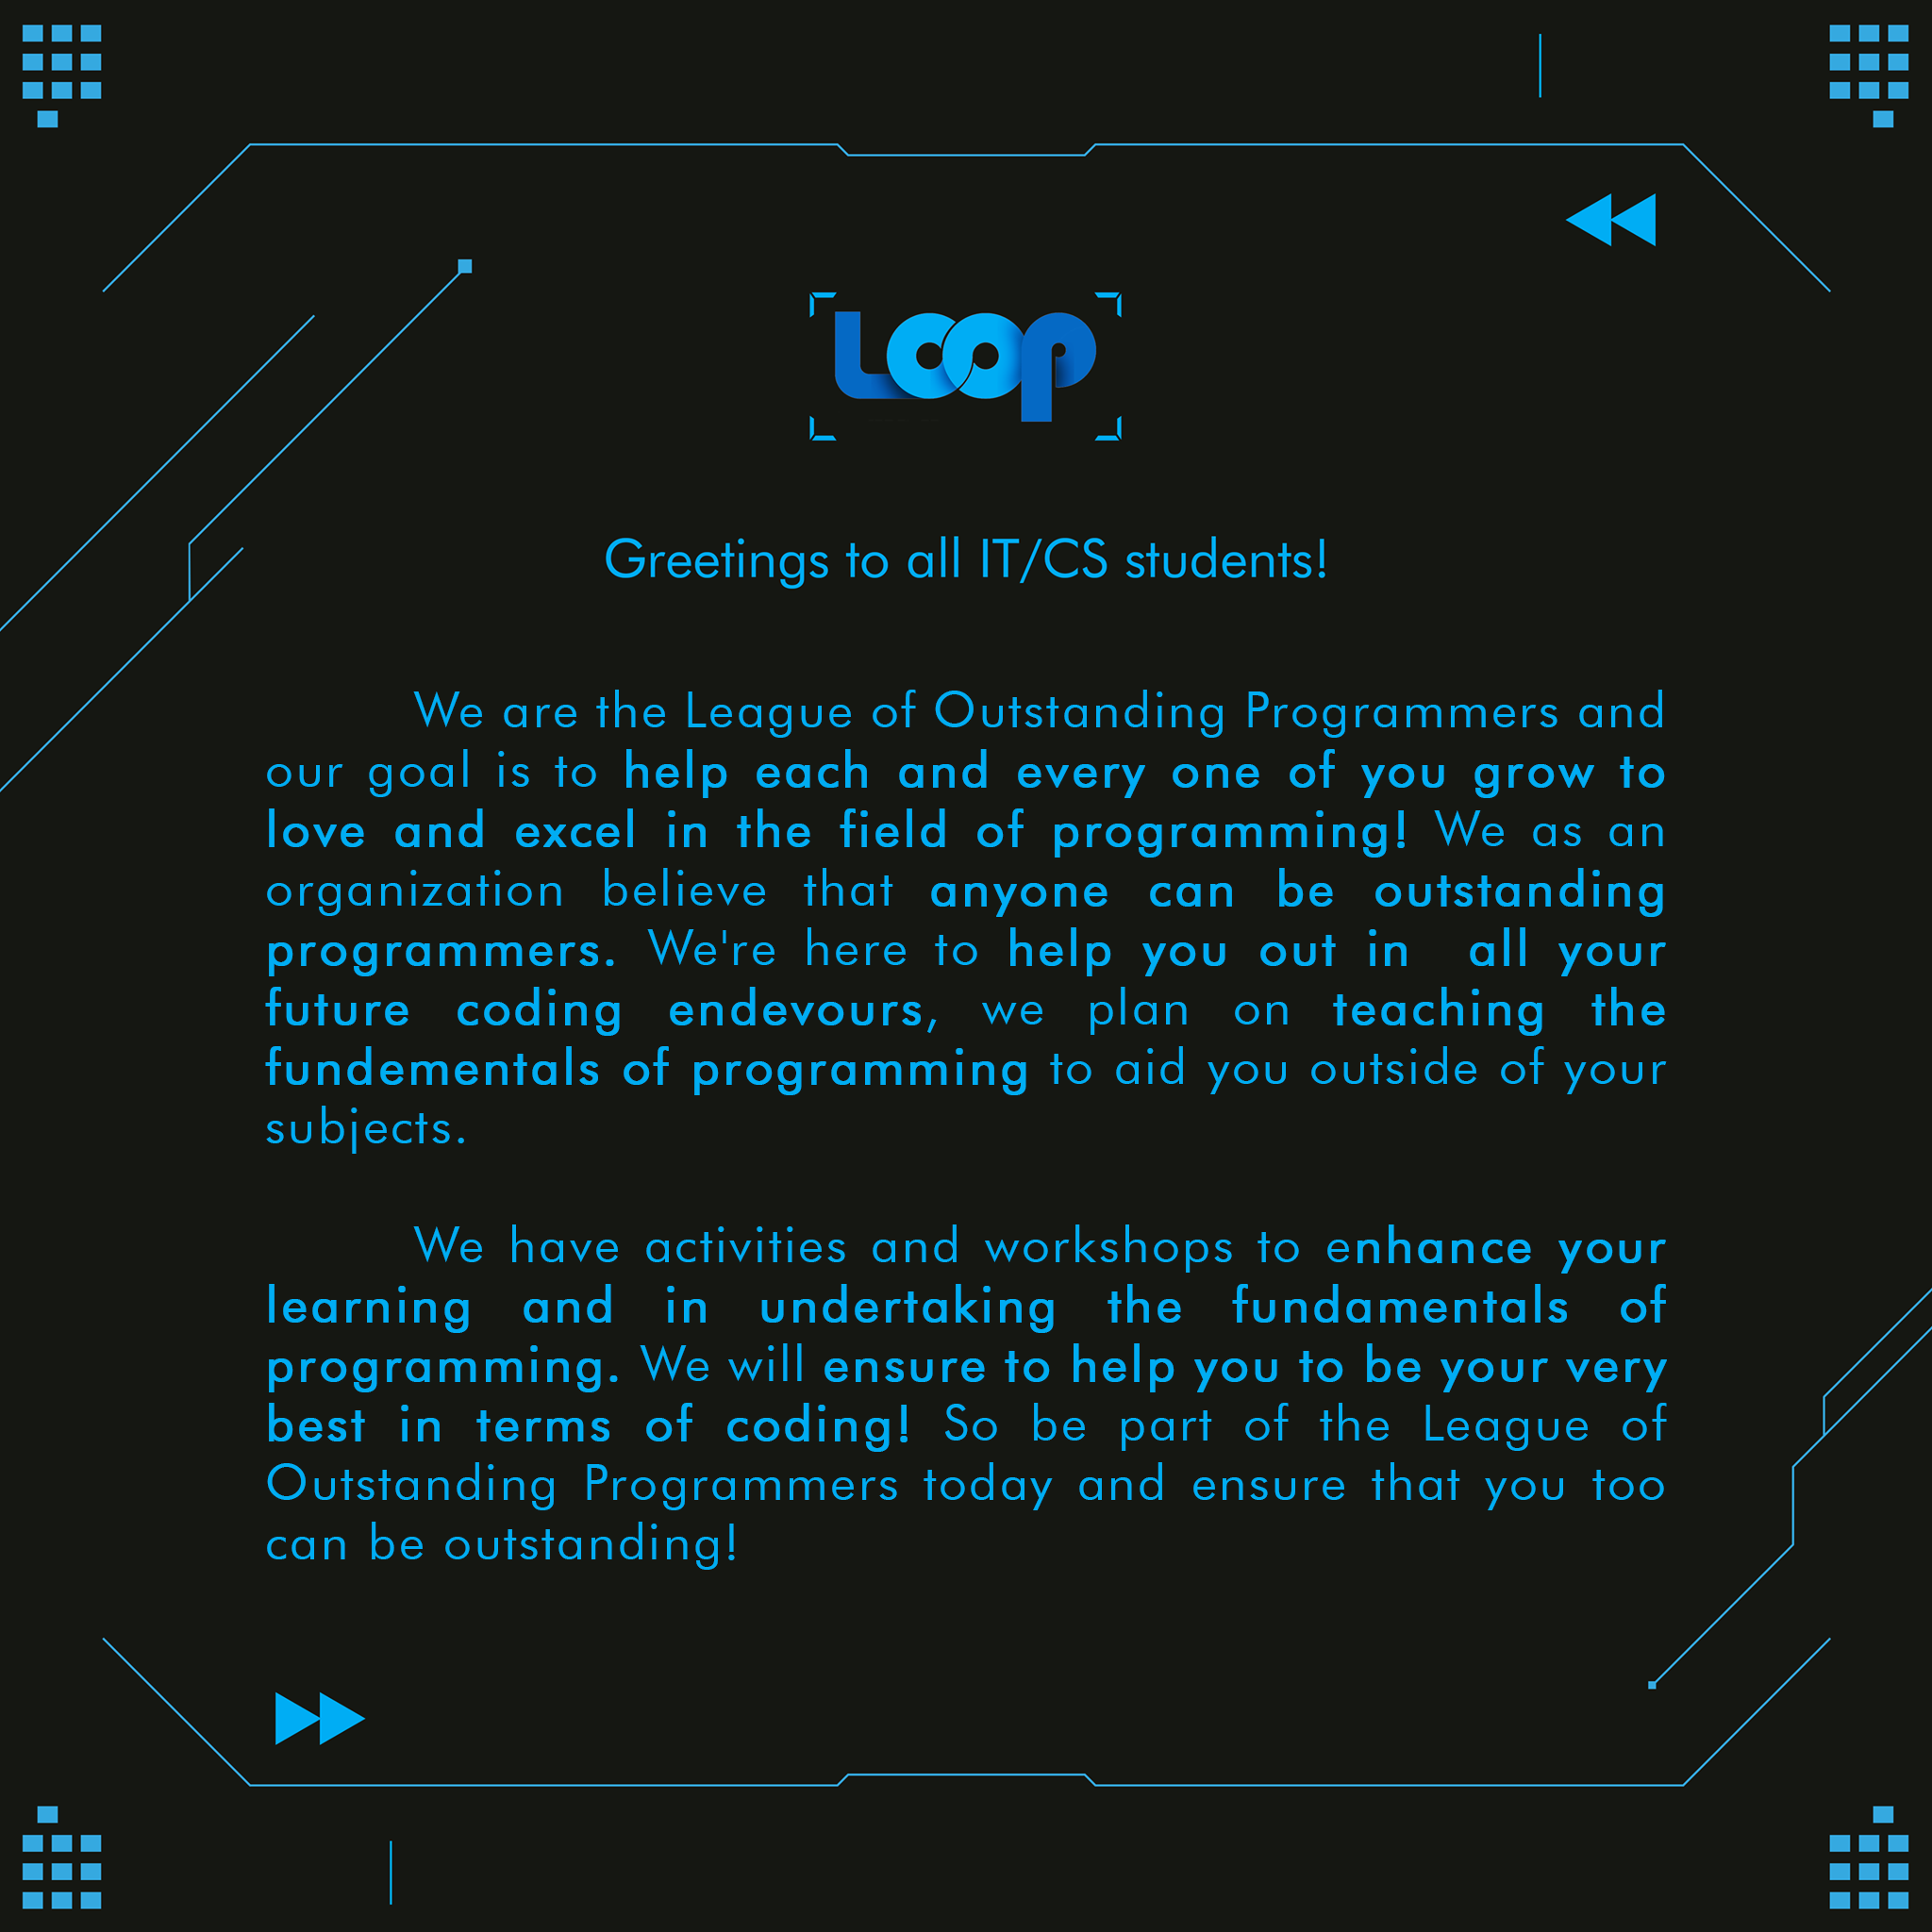 LOOP
Greetings to all IT/CS students!
We are the League of Outstanding Programmers and
our goal is to help each and every one of you grow to
love and excel in the field of programming! We as an
organization believe that anyone can be outstanding
programmers. We're here to help you out in all your
future coding endevours, we plan on teaching the
fundementals of programming to aid you outside of your
subjects.
We have activities and workshops to enhance your
learning and in undertaking the fundamentals of
programming. We will ensure to help you to be your very
best in terms of coding! So be part of the League of
Outstanding Programmers today and ensure that you too
can be outstanding!